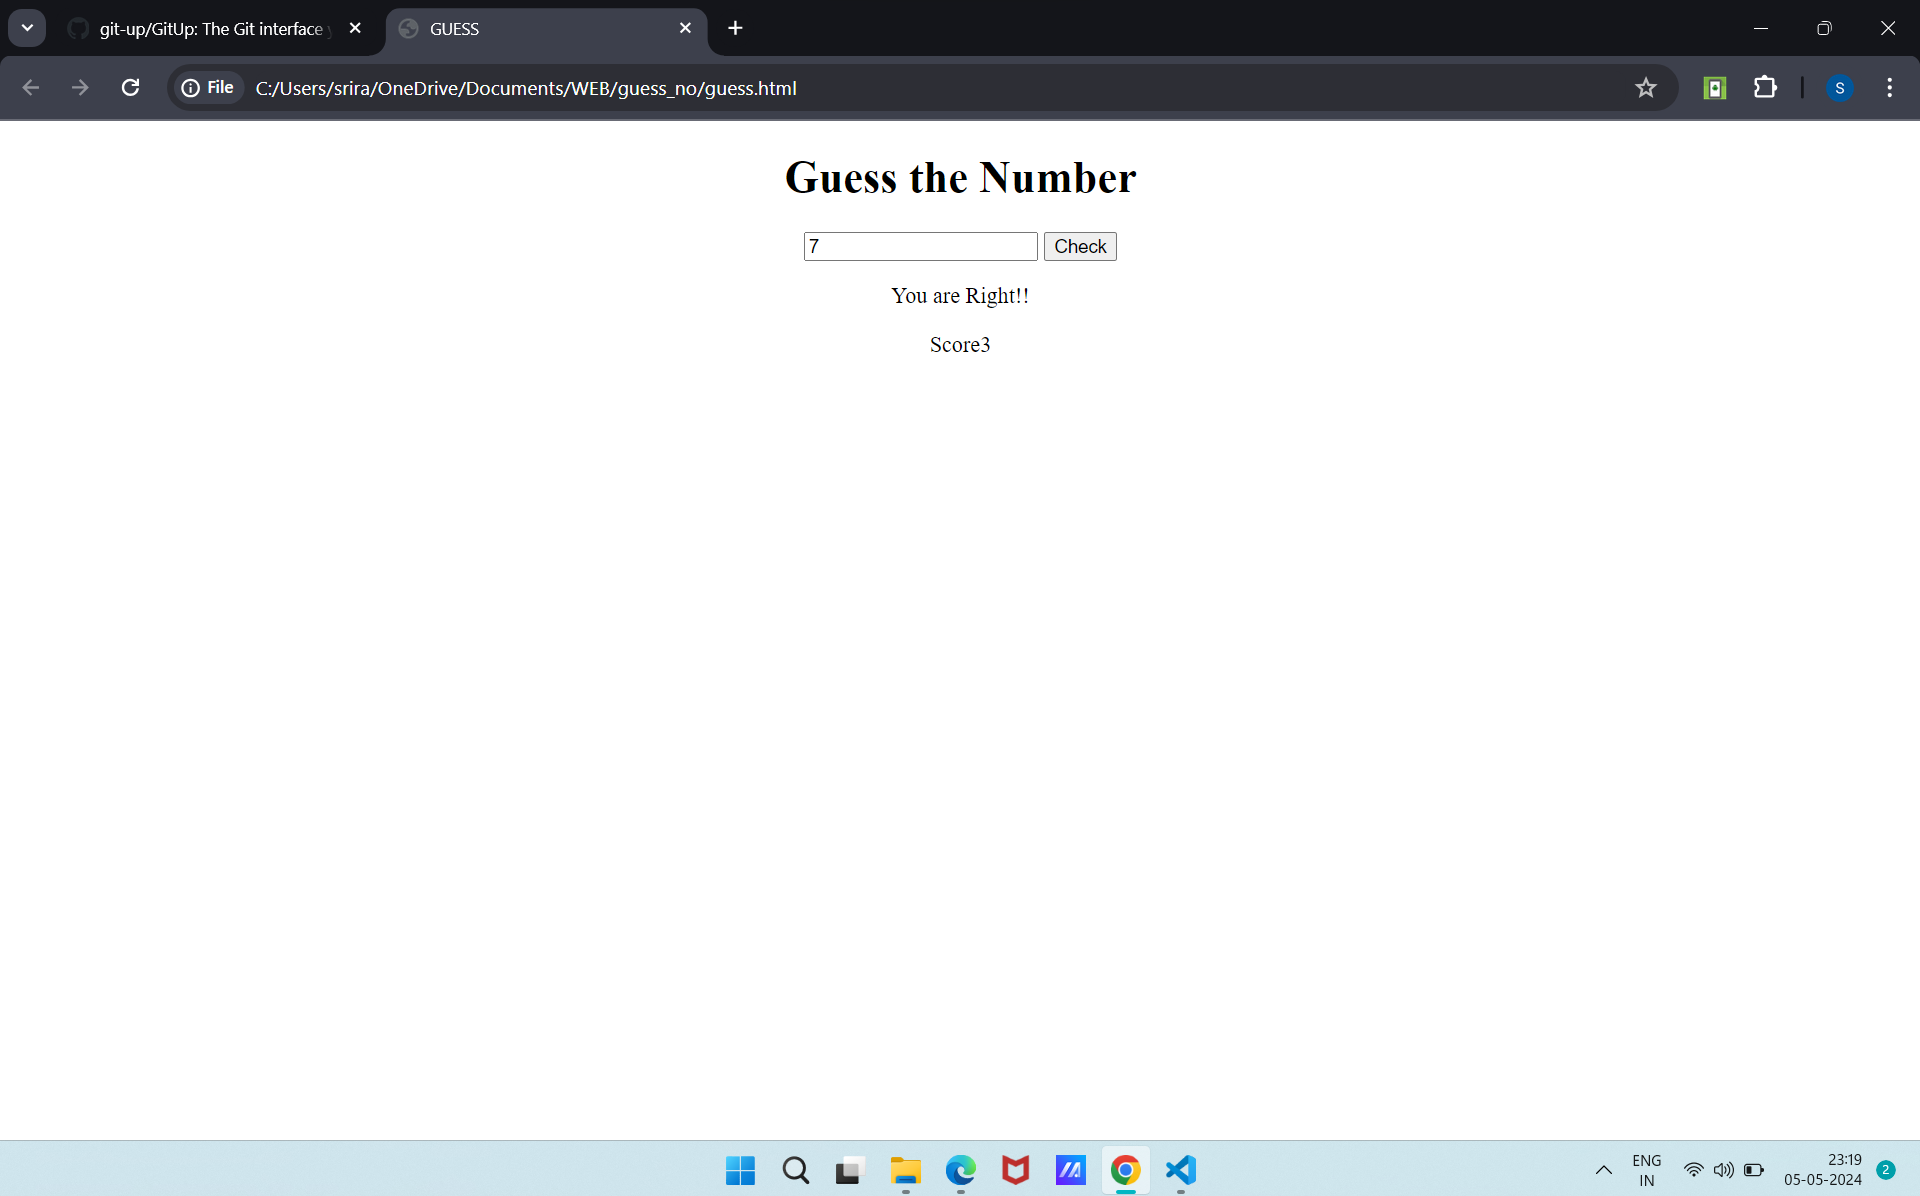 git-up/GitUp: The Git interface
GUESS
File
C:/Users/srira/OneDrive/Documents/WEB/guess_no/guess.html
S
Guess the Number
7
Check
You are Right!!
Score3
ENG
IN
23:19
05-05-2024
2